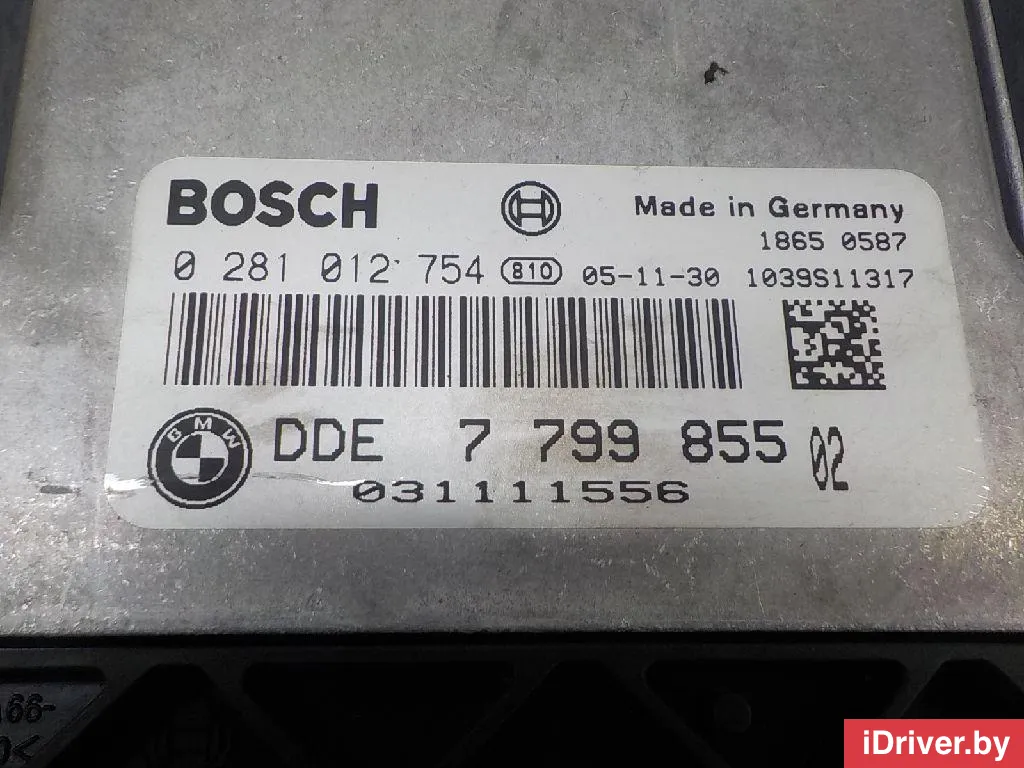 BOSCH
Made in Germany
1865 0587
0 281 012 754 810 05-11-30 1039S11317
BMW
DDE 7 799 855 02
031111556
66-
iDriver.by